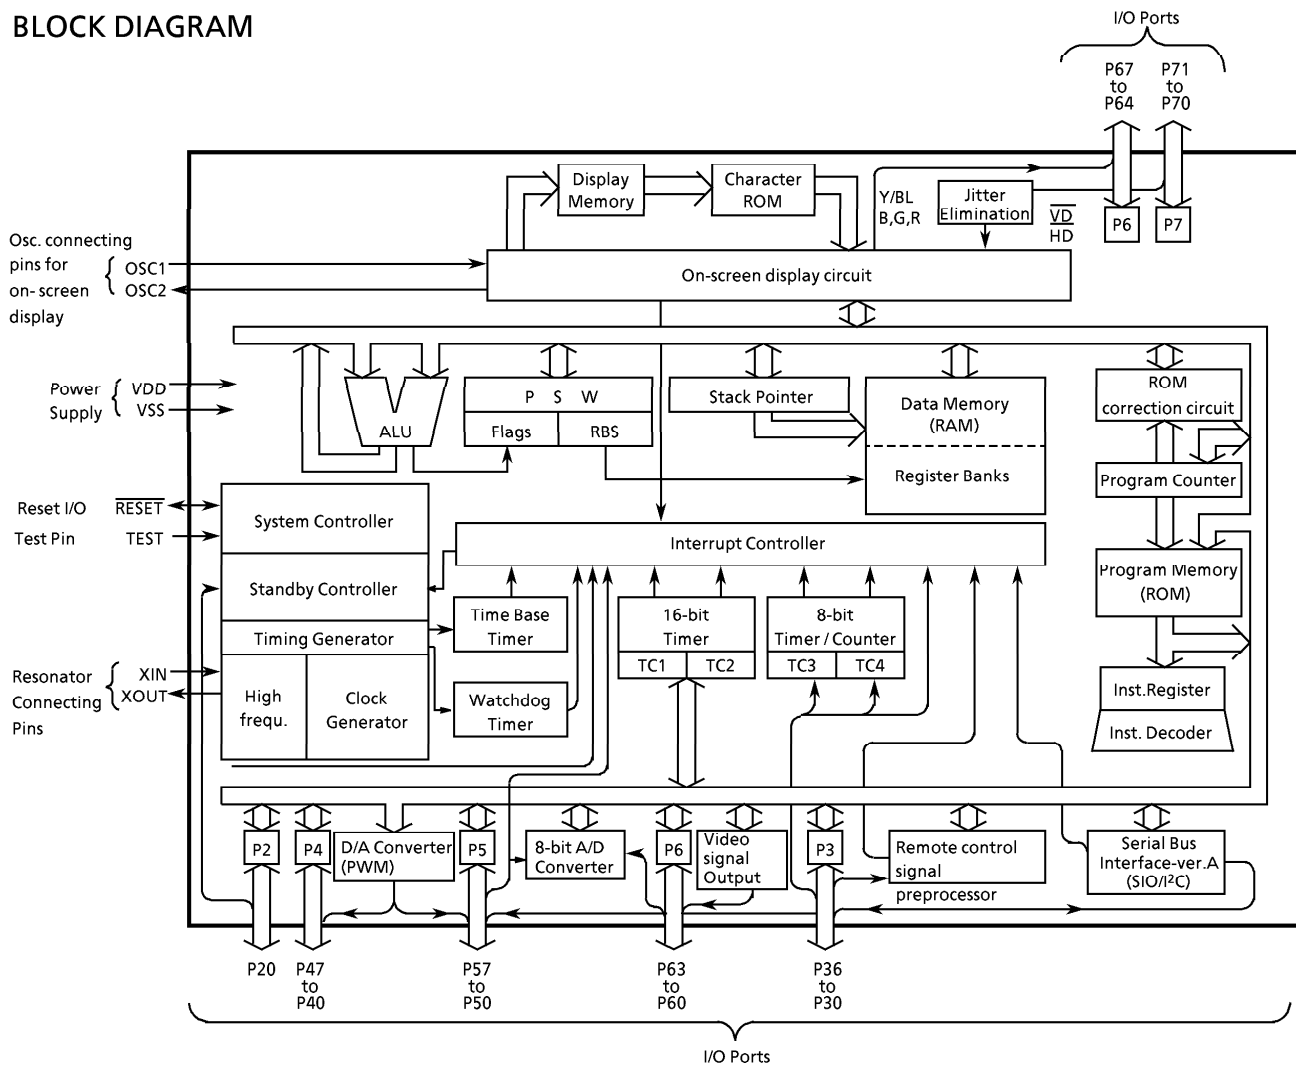 BLOCK DIAGRAM
I/O Ports
P67
to
P64
P71
to
P70
Display
Memory
Character
ROM
Y/BL
B,G,R
Jitter
Elimination
VD
HD
P6
P7
Osc. connecting
pins for
on- screen
display
OSC1
OSC2
On-screen display circuit
Power
Supply
VDD
VSS
ALU
P S W
Flags
RBS
Stack Pointer
Data Memory
(RAM)
Register Banks
ROM
correction circuit
Program Counter
Program Memory
(ROM)
Inst.Register
Inst. Decoder
Reset I/O
RESET
Test Pin
TEST
System Controller
Standby Controller
Timing Generator
High
frequ.
Clock
Generator
Resonator
Connecting
Pins
XIN
XOUT
Interrupt Controller
Time Base
Timer
Watchdog
Timer
16-bit
Timer
TC1
TC2
8-bit
Timer / Counter
TC3
TC4
P2
P4
D/A Converter
(PWM)
P5
8-bit A/D
Converter
P6
Video
signal
Output
P3
Remote control
signal
preprocessor
Serial Bus
Interface-ver.A
(SIO/I²C)
P20
P47
to
P40
P57
to
P50
P63
to
P60
P36
to
P30
I/O Ports